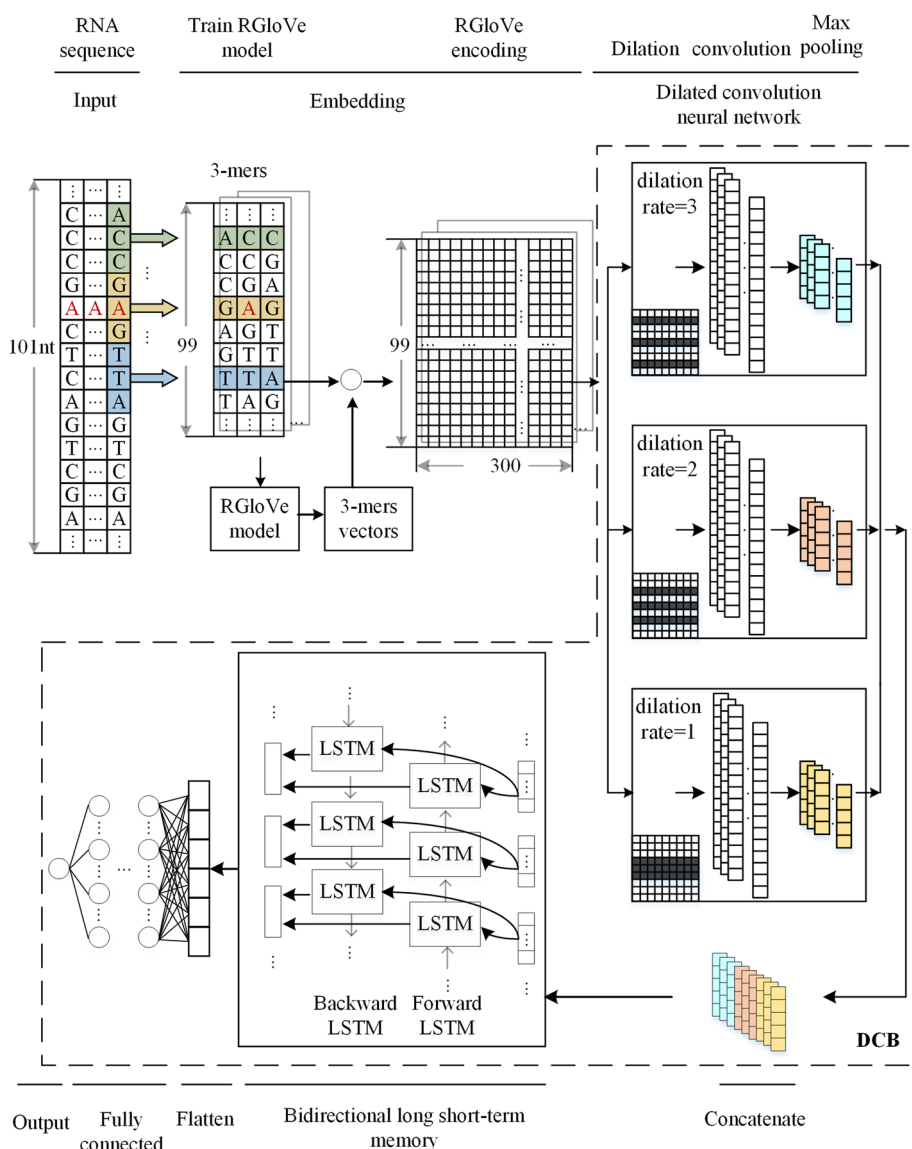 RNA
sequence
Train RGloVe
model
RGloVe
encoding
Dilation convolution
Max
pooling
Input
Embedding
Dilated convolution
neural network
3-mers
101nt
⋮ ⋯ ⋮
C ⋯ A
C ⋯ C
C ⋯ C
G ⋯ G
A A A
C ⋯ G
T ⋯ T
C ⋯ T
A ⋯ A
G ⋯ G
T ⋯ T
C ⋯ C
G ⋯ G
A ⋯ A
⋮ ⋯ ⋮
99
⋮ ⋮ ⋮
A C C
C C G
C G A
G A G
A G T
G T T
T T A
T A G
⋮ ⋮ ⋮
RGloVe
model
3-mers
vectors
99
300
dilation
rate=3
dilation
rate=2
dilation
rate=1
LSTM
LSTM
LSTM
LSTM
LSTM
LSTM
Backward
LSTM
Forward
LSTM
DCB
Output
Fully
connected
Flatten
Bidirectional long short-term
memory
Concatenate